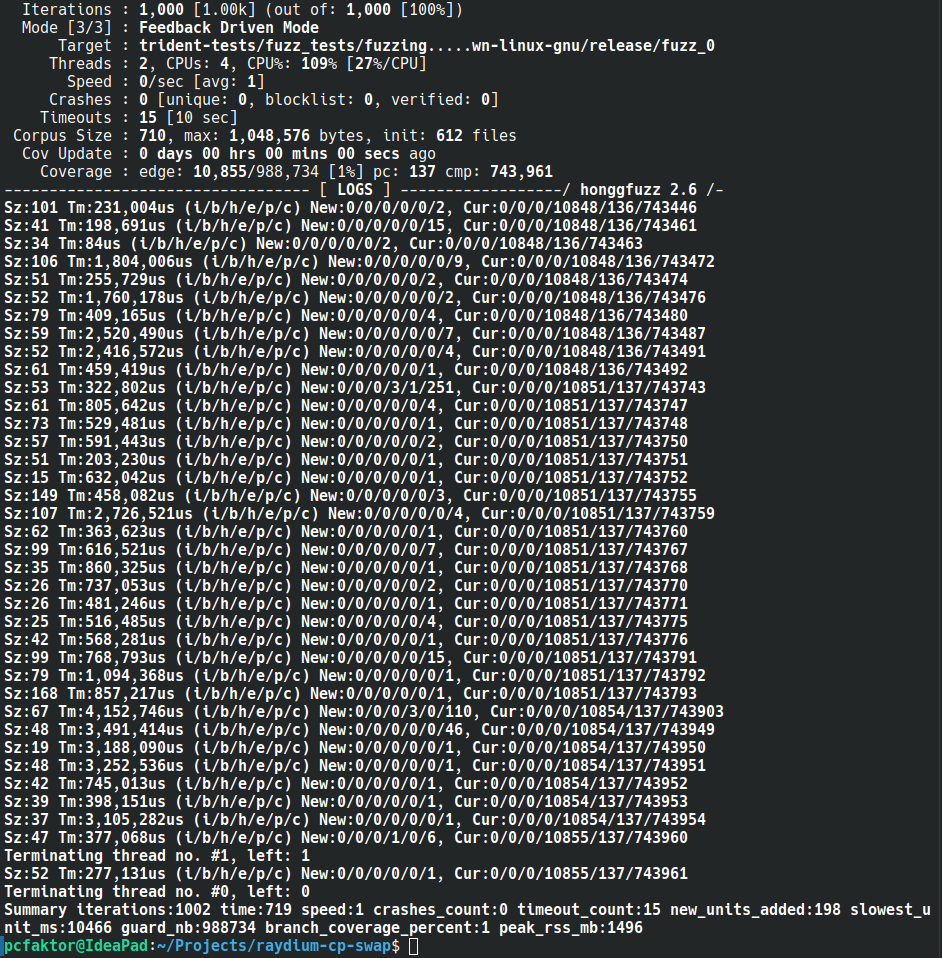 Iterations : 1,000 [1.00k] (out of: 1,000 [100%])
Mode [3/3] : Feedback Driven Mode
Target : trident-tests/fuzz_tests/fuzzing.....wn-linux-gnu/release/fuzz_0
Threads : 2, CPUs: 4, CPU%: 109% [27%/CPU]
Speed : 0/sec [avg: 1]
Crashes : 0 [unique: 0, blocklist: 0, verified: 0]
Timeouts : 15 [10 sec]
Corpus Size : 710, max: 1,048,576 bytes, init: 612 files
Cov Update : 0 days 00 hrs 00 mins 00 secs ago
Coverage : edge: 10,855/988,734 [1%] pc: 137 cmp: 743,961
---------------------------------- [ LOGS ] ------------------/ honggfuzz 2.6 /-
Sz:101 Tm:231,004us (i/b/h/e/p/c) New:0/0/0/0/0/2, Cur:0/0/0/10848/136/743446
Sz:41 Tm:198,691us (i/b/h/e/p/c) New:0/0/0/0/0/15, Cur:0/0/0/10848/136/743461
Sz:34 Tm:84us (i/b/h/e/p/c) New:0/0/0/0/0/2, Cur:0/0/0/10848/136/743463
Sz:106 Tm:1,804,006us (i/b/h/e/p/c) New:0/0/0/0/0/9, Cur:0/0/0/10848/136/743472
Sz:51 Tm:255,729us (i/b/h/e/p/c) New:0/0/0/0/0/2, Cur:0/0/0/10848/136/743474
Sz:52 Tm:1,760,178us (i/b/h/e/p/c) New:0/0/0/0/0/2, Cur:0/0/0/10848/136/743476
Sz:79 Tm:409,165us (i/b/h/e/p/c) New:0/0/0/0/0/4, Cur:0/0/0/10848/136/743480
Sz:59 Tm:2,520,490us (i/b/h/e/p/c) New:0/0/0/0/0/7, Cur:0/0/0/10848/136/743487
Sz:52 Tm:2,416,572us (i/b/h/e/p/c) New:0/0/0/0/0/4, Cur:0/0/0/10848/136/743491
Sz:61 Tm:459,419us (i/b/h/e/p/c) New:0/0/0/0/0/1, Cur:0/0/0/10848/136/743492
Sz:53 Tm:322,802us (i/b/h/e/p/c) New:0/0/0/3/1/251, Cur:0/0/0/10851/137/743743
Sz:61 Tm:805,642us (i/b/h/e/p/c) New:0/0/0/0/0/4, Cur:0/0/0/10851/137/743747
Sz:73 Tm:529,481us (i/b/h/e/p/c) New:0/0/0/0/0/1, Cur:0/0/0/10851/137/743748
Sz:57 Tm:591,443us (i/b/h/e/p/c) New:0/0/0/0/0/2, Cur:0/0/0/10851/137/743750
Sz:51 Tm:203,230us (i/b/h/e/p/c) New:0/0/0/0/0/1, Cur:0/0/0/10851/137/743751
Sz:15 Tm:632,042us (i/b/h/e/p/c) New:0/0/0/0/0/1, Cur:0/0/0/10851/137/743752
Sz:149 Tm:458,082us (i/b/h/e/p/c) New:0/0/0/0/0/3, Cur:0/0/0/10851/137/743755
Sz:107 Tm:2,726,521us (i/b/h/e/p/c) New:0/0/0/0/0/4, Cur:0/0/0/10851/137/743759
Sz:62 Tm:363,623us (i/b/h/e/p/c) New:0/0/0/0/0/1, Cur:0/0/0/10851/137/743760
Sz:99 Tm:616,521us (i/b/h/e/p/c) New:0/0/0/0/0/7, Cur:0/0/0/10851/137/743767
Sz:35 Tm:860,325us (i/b/h/e/p/c) New:0/0/0/0/0/1, Cur:0/0/0/10851/137/743768
Sz:26 Tm:737,053us (i/b/h/e/p/c) New:0/0/0/0/0/2, Cur:0/0/0/10851/137/743770
Sz:26 Tm:481,246us (i/b/h/e/p/c) New:0/0/0/0/0/1, Cur:0/0/0/10851/137/743771
Sz:25 Tm:516,485us (i/b/h/e/p/c) New:0/0/0/0/0/4, Cur:0/0/0/10851/137/743775
Sz:42 Tm:568,281us (i/b/h/e/p/c) New:0/0/0/0/0/1, Cur:0/0/0/10851/137/743776
Sz:99 Tm:768,793us (i/b/h/e/p/c) New:0/0/0/0/0/15, Cur:0/0/0/10851/137/743791
Sz:79 Tm:1,094,368us (i/b/h/e/p/c) New:0/0/0/0/0/1, Cur:0/0/0/10851/137/743792
Sz:168 Tm:857,217us (i/b/h/e/p/c) New:0/0/0/0/0/1, Cur:0/0/0/10851/137/743793
Sz:67 Tm:4,152,746us (i/b/h/e/p/c) New:0/0/0/3/0/110, Cur:0/0/0/10854/137/743903
Sz:48 Tm:3,491,414us (i/b/h/e/p/c) New:0/0/0/0/0/46, Cur:0/0/0/10854/137/743949
Sz:19 Tm:3,188,090us (i/b/h/e/p/c) New:0/0/0/0/0/1, Cur:0/0/0/10854/137/743950
Sz:48 Tm:3,252,536us (i/b/h/e/p/c) New:0/0/0/0/0/1, Cur:0/0/0/10854/137/743951
Sz:42 Tm:745,013us (i/b/h/e/p/c) New:0/0/0/0/0/1, Cur:0/0/0/10854/137/743952
Sz:39 Tm:398,151us (i/b/h/e/p/c) New:0/0/0/0/0/1, Cur:0/0/0/10854/137/743953
Sz:37 Tm:3,105,282us (i/b/h/e/p/c) New:0/0/0/0/0/1, Cur:0/0/0/10854/137/743954
Sz:47 Tm:377,068us (i/b/h/e/p/c) New:0/0/0/1/0/6, Cur:0/0/0/10855/137/743960
Terminating thread no. #1, left: 1
Sz:52 Tm:277,131us (i/b/h/e/p/c) New:0/0/0/0/0/1, Cur:0/0/0/10855/137/743961
Terminating thread no. #0, left: 0
Summary iterations:1002 time:719 speed:1 crashes_count:0 timeout_count:15 new_units_added:198 slowest_u
nit_ms:10466 guard_nb:988734 branch_coverage_percent:1 peak_rss_mb:1496
pcfaktor@IdeaPad:~/Projects/raydium-cp-swap$